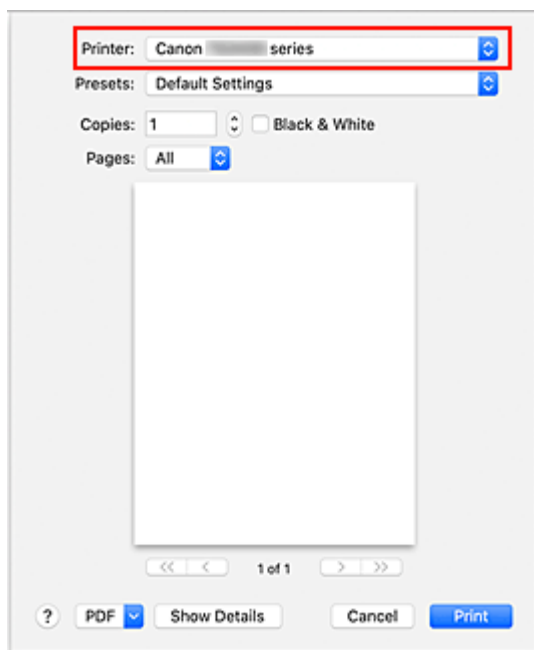 Printer: Canon series
Presets: Default Settings
Copies: 1 Black & White
Pages: All
<< < 1 of 1 > >>
? PDF Show Details Cancel Print